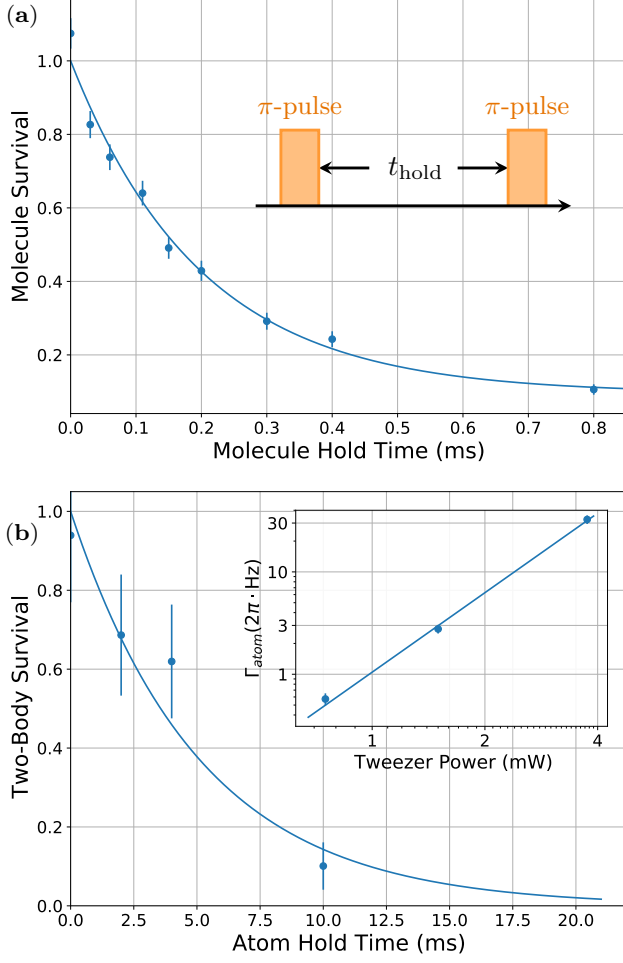 (a)
Molecule Survival
1.0
0.8
0.6
0.4
0.2
π-pulse π-pulse
t_hold
0.0 0.1 0.2 0.3 0.4 0.5 0.6 0.7 0.8
Molecule Hold Time (ms)
(b)
Two-Body Survival
1.0
0.8
0.6
0.4
0.2
0.0
Γ_atom(2π · Hz)
30
10
3
1
1 2 4
Tweezer Power (mW)
0.0 2.5 5.0 7.5 10.0 12.5 15.0 17.5 20.0
Atom Hold Time (ms)